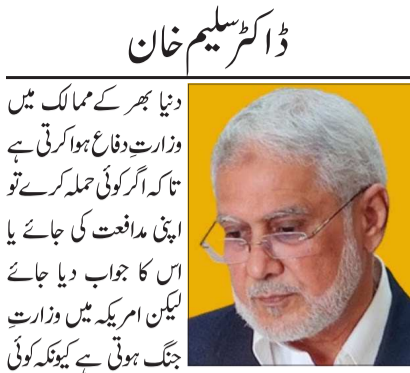 ڈاکٹر سلیم خان
دنیا بھر کے ممالک میں
وزارتِ دفاع ہوا کرتی ہے
تاکہ اگر کوئی حملہ کرے تو
اپنی مدافعت کی جائے یا
اس کا جواب دیا جائے
لیکن امریکہ میں وزارتِ
جنگ ہوتی ہے کیونکہ کوئی